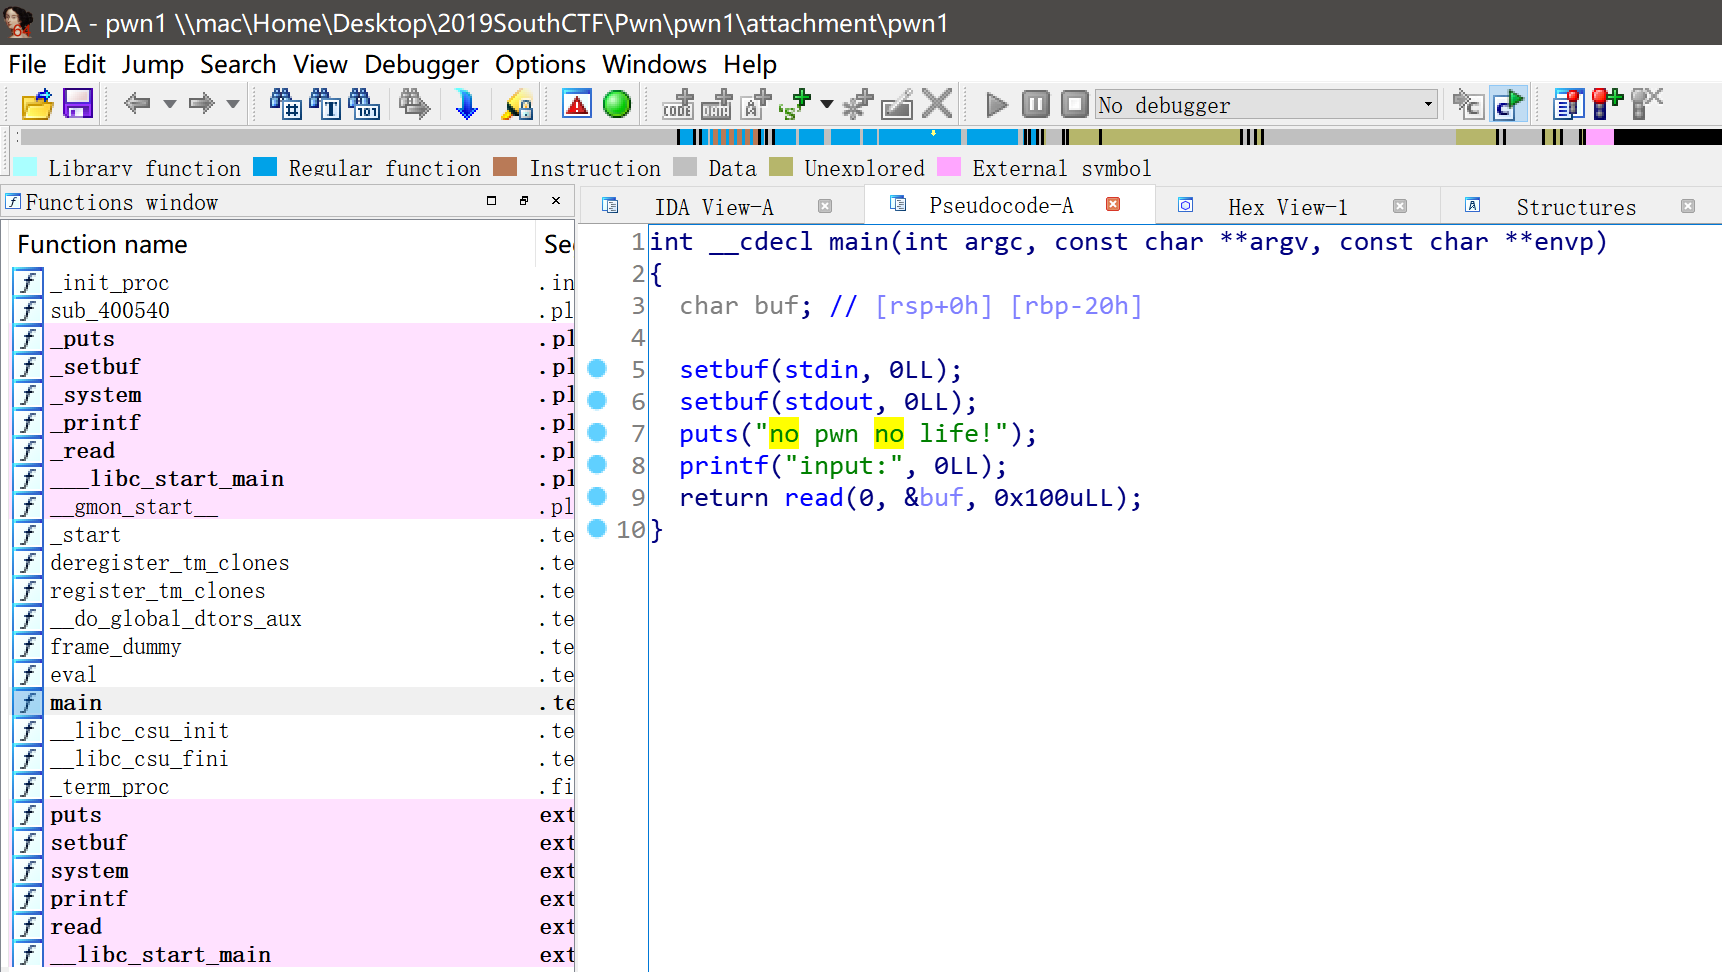 IDA - pwn1 \\mac\Home\Desktop\2019SouthCTF\Pwn\pwn1\attachment\pwn1
File Edit Jump Search View Debugger Options Windows Help
No debugger
Library function Regular function Instruction Data Unexplored External symbol
Functions window
IDA View-A Pseudocode-A Hex View-1 Structures
Function name Se
_init_proc .in
sub_400540 .pl
_puts .pl
_setbuf .pl
_system .pl
_printf .pl
_read .pl
___libc_start_main .pl
__gmon_start__ .pl
_start .te
deregister_tm_clones .te
register_tm_clones .te
__do_global_dtors_aux .te
frame_dummy .te
eval .te
main .te
__libc_csu_init .te
__libc_csu_fini .te
_term_proc .fi
puts ext
setbuf ext
system ext
printf ext
read ext
__libc_start_main ext
1 int __cdecl main(int argc, const char **argv, const char **envp)
2 {
3 char buf; // [rsp+0h] [rbp-20h]
4
5 setbuf(stdin, 0LL);
6 setbuf(stdout, 0LL);
7 puts("no pwn no life!");
8 printf("input:", 0LL);
9 return read(0, &buf, 0x100uLL);
10 }